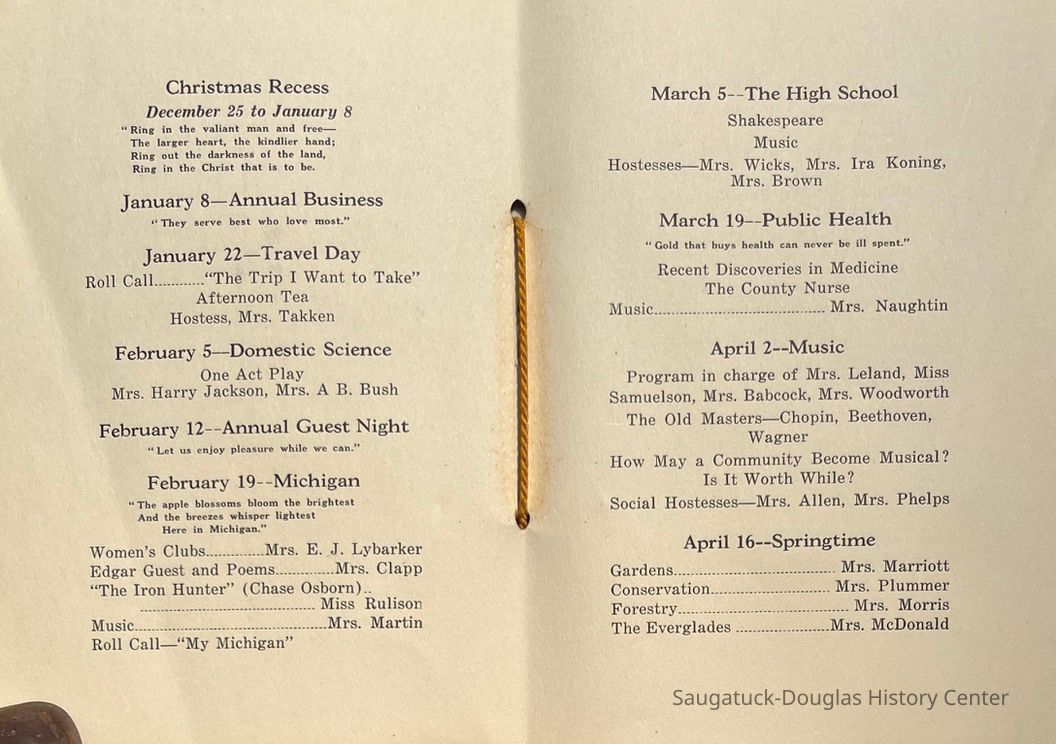 Christmas Recess
December 25 to January 8
"Ring in the valiant man and free—
The larger heart, the kindlier hand;
Ring out the darkness of the land,
Ring in the Christ that is to be.
January 8—Annual Business
"They serve best who love most."
January 22—Travel Day
Roll Call............"The Trip I Want to Take"
Afternoon Tea
Hostess, Mrs. Takken
February 5—Domestic Science
One Act Play
Mrs. Harry Jackson, Mrs. A B. Bush
February 12--Annual Guest Night
"Let us enjoy pleasure while we can."
February 19--Michigan
"The apple blossoms bloom the brightest
And the breezes whisper lightest
Here in Michigan."
Women's Clubs..............Mrs. E. J. Lybarker
Edgar Guest and Poems..............Mrs. Clapp
"The Iron Hunter" (Chase Osborn)..
.......................................... Miss Rulison
Music..............................................Mrs. Martin
Roll Call—"My Michigan"
March 5--The High School
Shakespeare
Music
Hostesses—Mrs. Wicks, Mrs. Ira Koning,
Mrs. Brown
March 19--Public Health
"Gold that buys health can never be ill spent."
Recent Discoveries in Medicine
The County Nurse
Music.......................................... Mrs. Naughtin
April 2--Music
Program in charge of Mrs. Leland, Miss
Samuelson, Mrs. Babcock, Mrs. Woodworth
The Old Masters—Chopin, Beethoven,
Wagner
How May a Community Become Musical?
Is It Worth While?
Social Hostesses—Mrs. Allen, Mrs. Phelps
April 16--Springtime
Gardens....................................... Mrs. Marriott
Conservation............................. Mrs. Plummer
Forestry......................................... Mrs. Morris
The Everglades .......................Mrs. McDonald
Saugatuck-Douglas History Center